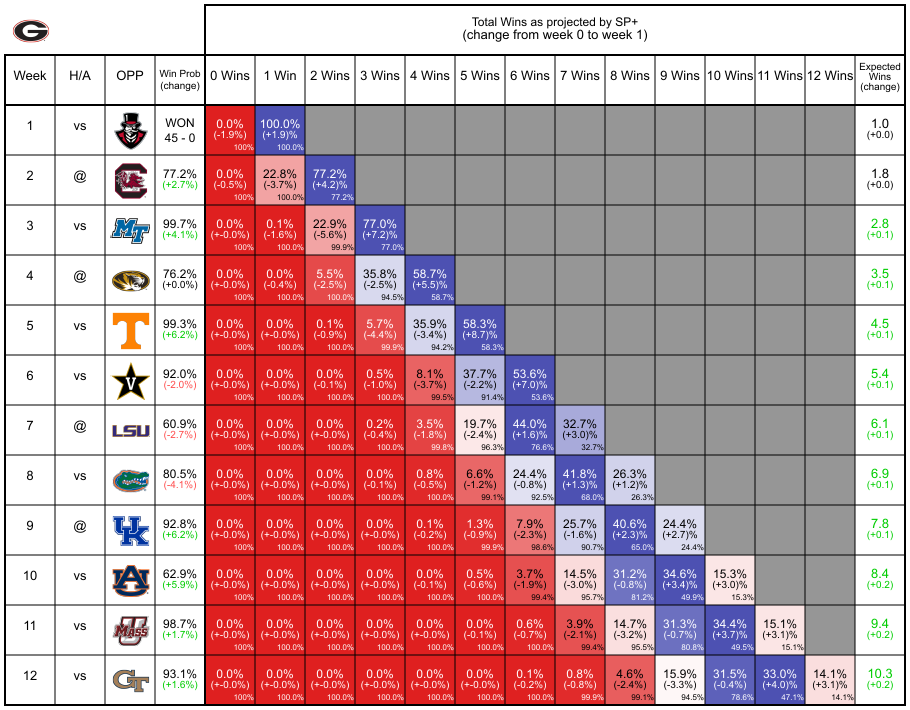 Total Wins as projected by SP+
(change from week 0 to week 1)
Week H/A OPP Win Prob (change) 0 Wins 1 Win 2 Wins 3 Wins 4 Wins 5 Wins 6 Wins 7 Wins 8 Wins 9 Wins 10 Wins 11 Wins 12 Wins Expected Wins (change)
1 vs WON 0.0% 100.0% 1.0
45 - 0 (-1.9%) (+1.9)% (+0.0)
100% 100.0%
2 @ 77.2% 0.0% 22.8% 77.2% 1.8
(+2.7%) (-0.5%) (-3.7%) (+4.2)% (+0.0)
100% 100.0% 77.2%
3 vs MT 99.7% 0.0% 0.1% 22.9% 77.0% 2.8
(+4.1%) (+-0.0%) (-1.6%) (-5.6%) (+7.2)% (+0.1)
100% 100.0% 99.9% 77.0%
4 @ 76.2% 0.0% 0.0% 5.5% 35.8% 58.7% 3.5
(+0.0%) (+-0.0%) (-0.4%) (-2.5%) (-2.5%) (+5.5)% (+0.1)
100% 100.0% 100.0% 94.5% 58.7%
5 vs T 99.3% 0.0% 0.0% 0.1% 5.7% 35.9% 58.3% 4.5
(+6.2%) (+-0.0%) (+-0.0%) (-0.9%) (-4.4%) (-3.4%) (+8.7)% (+0.1)
100% 100.0% 100.0% 99.9% 94.2% 58.3%
6 vs V 92.0% 0.0% 0.0% 0.0% 0.5% 8.1% 37.7% 53.6% 5.4
(-2.0%) (+-0.0%) (+-0.0%) (-0.1%) (-1.0%) (-3.7%) (-2.2%) (+7.0)% (+0.1)
100% 100.0% 100.0% 100.0% 99.5% 91.4% 53.6%
7 @ LSU 60.9% 0.0% 0.0% 0.0% 0.2% 3.5% 19.7% 44.0% 32.7% 6.1
(-2.7%) (+-0.0%) (+-0.0%) (+-0.0%) (-0.4%) (-1.8%) (-2.4%) (+1.6)% (+3.0)% (+0.1)
100% 100.0% 100.0% 100.0% 99.8% 96.3% 76.6% 32.7%
8 vs 80.5% 0.0% 0.0% 0.0% 0.0% 0.8% 6.6% 24.4% 41.8% 26.3% 6.9
(-4.1%) (+-0.0%) (+-0.0%) (+-0.0%) (-0.1%) (-0.5%) (-1.2%) (-0.8%) (+1.3)% (+1.2)% (+0.1)
100% 100.0% 100.0% 100.0% 100.0% 99.1% 92.5% 68.0% 26.3%
9 @ UK 92.8% 0.0% 0.0% 0.0% 0.0% 0.1% 1.3% 7.9% 25.7% 40.6% 24.4% 7.8
(+6.2%) (+-0.0%) (+-0.0%) (+-0.0%) (+-0.0%) (-0.2%) (-0.9%) (-2.3%) (-1.6%) (+2.3)% (+2.7)% (+0.1)
100% 100.0% 100.0% 100.0% 100.0% 99.9% 98.6% 90.7% 65.0% 24.4%
10 vs AU 62.9% 0.0% 0.0% 0.0% 0.0% 0.0% 0.5% 3.7% 14.5% 31.2% 34.6% 15.3% 8.4
(+5.9%) (+-0.0%) (+-0.0%) (+-0.0%) (+-0.0%) (-0.1%) (-0.6%) (-1.9%) (-3.0%) (-0.8%) (+3.4)% (+3.0)% (+0.2)
100% 100.0% 100.0% 100.0% 100.0% 100.0% 99.4% 95.7% 81.2% 49.9% 15.3%
11 vs UMASS 98.7% 0.0% 0.0% 0.0% 0.0% 0.0% 0.0% 0.6% 3.9% 14.7% 31.3% 34.4% 15.1% 9.4
(+1.7%) (+-0.0%) (+-0.0%) (+-0.0%) (+-0.0%) (+-0.0%) (-0.1%) (-0.7%) (-2.1%) (-3.2%) (-0.7%) (+3.7)% (+3.1)% (+0.2)
100% 100.0% 100.0% 100.0% 100.0% 100.0% 100.0% 99.4% 95.5% 80.8% 49.5% 15.1%
12 vs GT 93.1% 0.0% 0.0% 0.0% 0.0% 0.0% 0.0% 0.1% 0.8% 4.6% 15.9% 31.5% 33.0% 14.1% 10.3
(+1.6%) (+-0.0%) (+-0.0%) (+-0.0%) (+-0.0%) (+-0.0%) (+-0.0%) (-0.2%) (-0.8%) (-2.4%) (-3.3%) (-0.4%) (+4.0)% (+3.1)% (+0.2)
100% 100.0% 100.0% 100.0% 100.0% 100.0% 100.0% 99.9% 99.1% 94.5% 78.6% 47.1% 14.1%